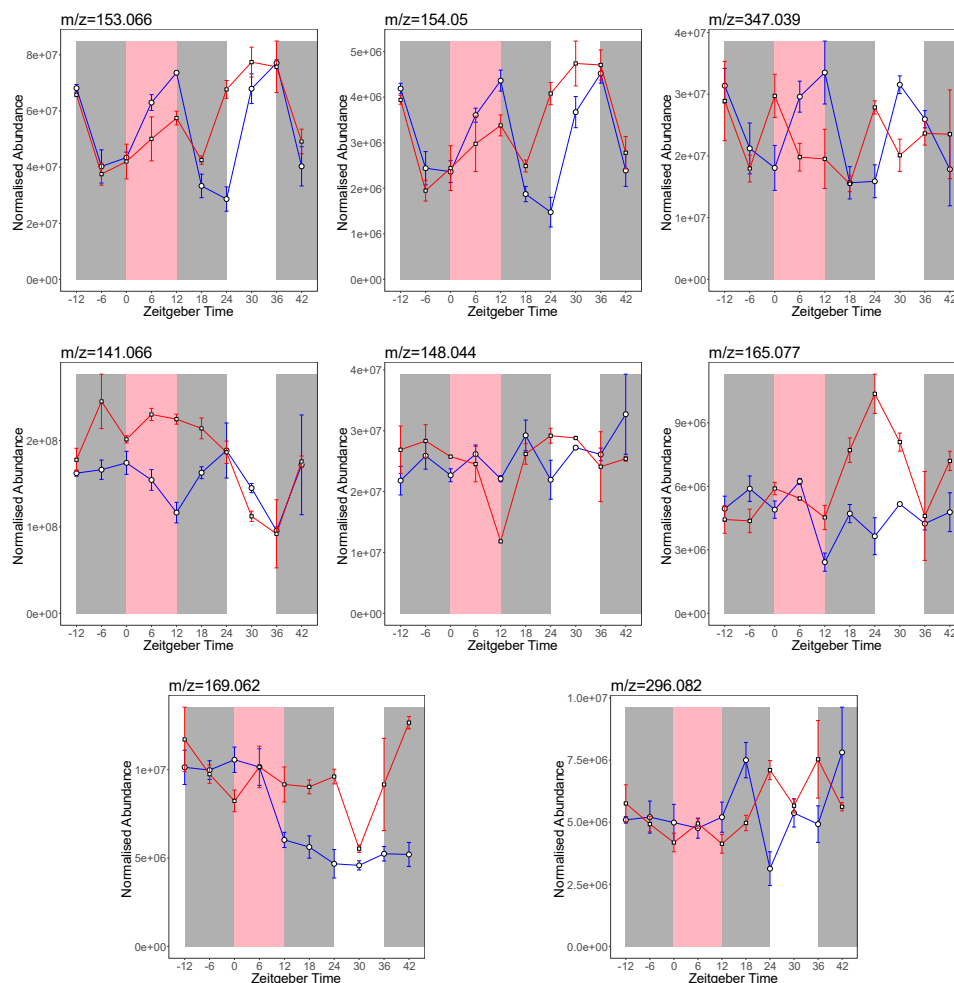 m/z=153.066 m/z=154.05 m/z=347.039
Normalised Abundance Normalised Abundance Normalised Abundance
8e+07
6e+07
4e+07
2e+07
0e+00
5e+06
4e+06
3e+06
2e+06
1e+06
0e+00
4e+07
3e+07
2e+07
1e+07
0e+00
-12 -6 0 6 12 18 24 30 36 42 -12 -6 0 6 12 18 24 30 36 42 -12 -6 0 6 12 18 24 30 36 42
Zeitgeber Time Zeitgeber Time Zeitgeber Time
m/z=141.066 m/z=148.044 m/z=165.077
Normalised Abundance Normalised Abundance Normalised Abundance
2e+08
1e+08
0e+00
4e+07
3e+07
2e+07
1e+07
0e+00
9e+06
6e+06
3e+06
0e+00
-12 -6 0 6 12 18 24 30 36 42 -12 -6 0 6 12 18 24 30 36 42 -12 -6 0 6 12 18 24 30 36 42
Zeitgeber Time Zeitgeber Time Zeitgeber Time
m/z=169.062 m/z=296.082
Normalised Abundance Normalised Abundance
1e+07
5e+06
0e+00
1.0e+07
7.5e+06
5.0e+06
2.5e+06
0.0e+00
-12 -6 0 6 12 18 24 30 36 42 -12 -6 0 6 12 18 24 30 36 42
Zeitgeber Time Zeitgeber Time